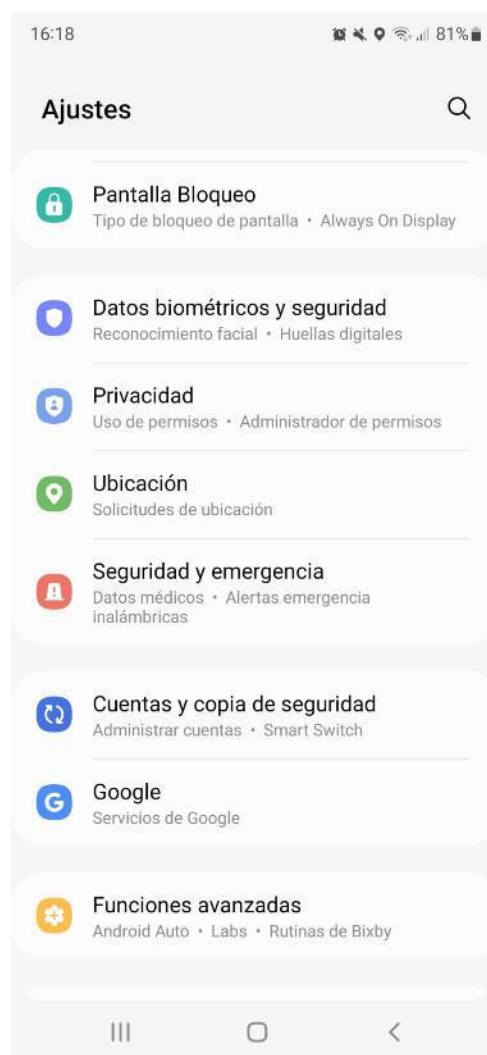 16:18 81%
Ajustes
Pantalla Bloqueo
Tipo de bloqueo de pantalla • Always On Display
Datos biométricos y seguridad
Reconocimiento facial • Huellas digitales
Privacidad
Uso de permisos • Administrador de permisos
Ubicación
Solicitudes de ubicación
Seguridad y emergencia
Datos médicos • Alertas emergencia
inalámbricas
Cuentas y copia de seguridad
Administrar cuentas • Smart Switch
Google
Servicios de Google
Funciones avanzadas
Android Auto • Labs • Rutinas de Bixby